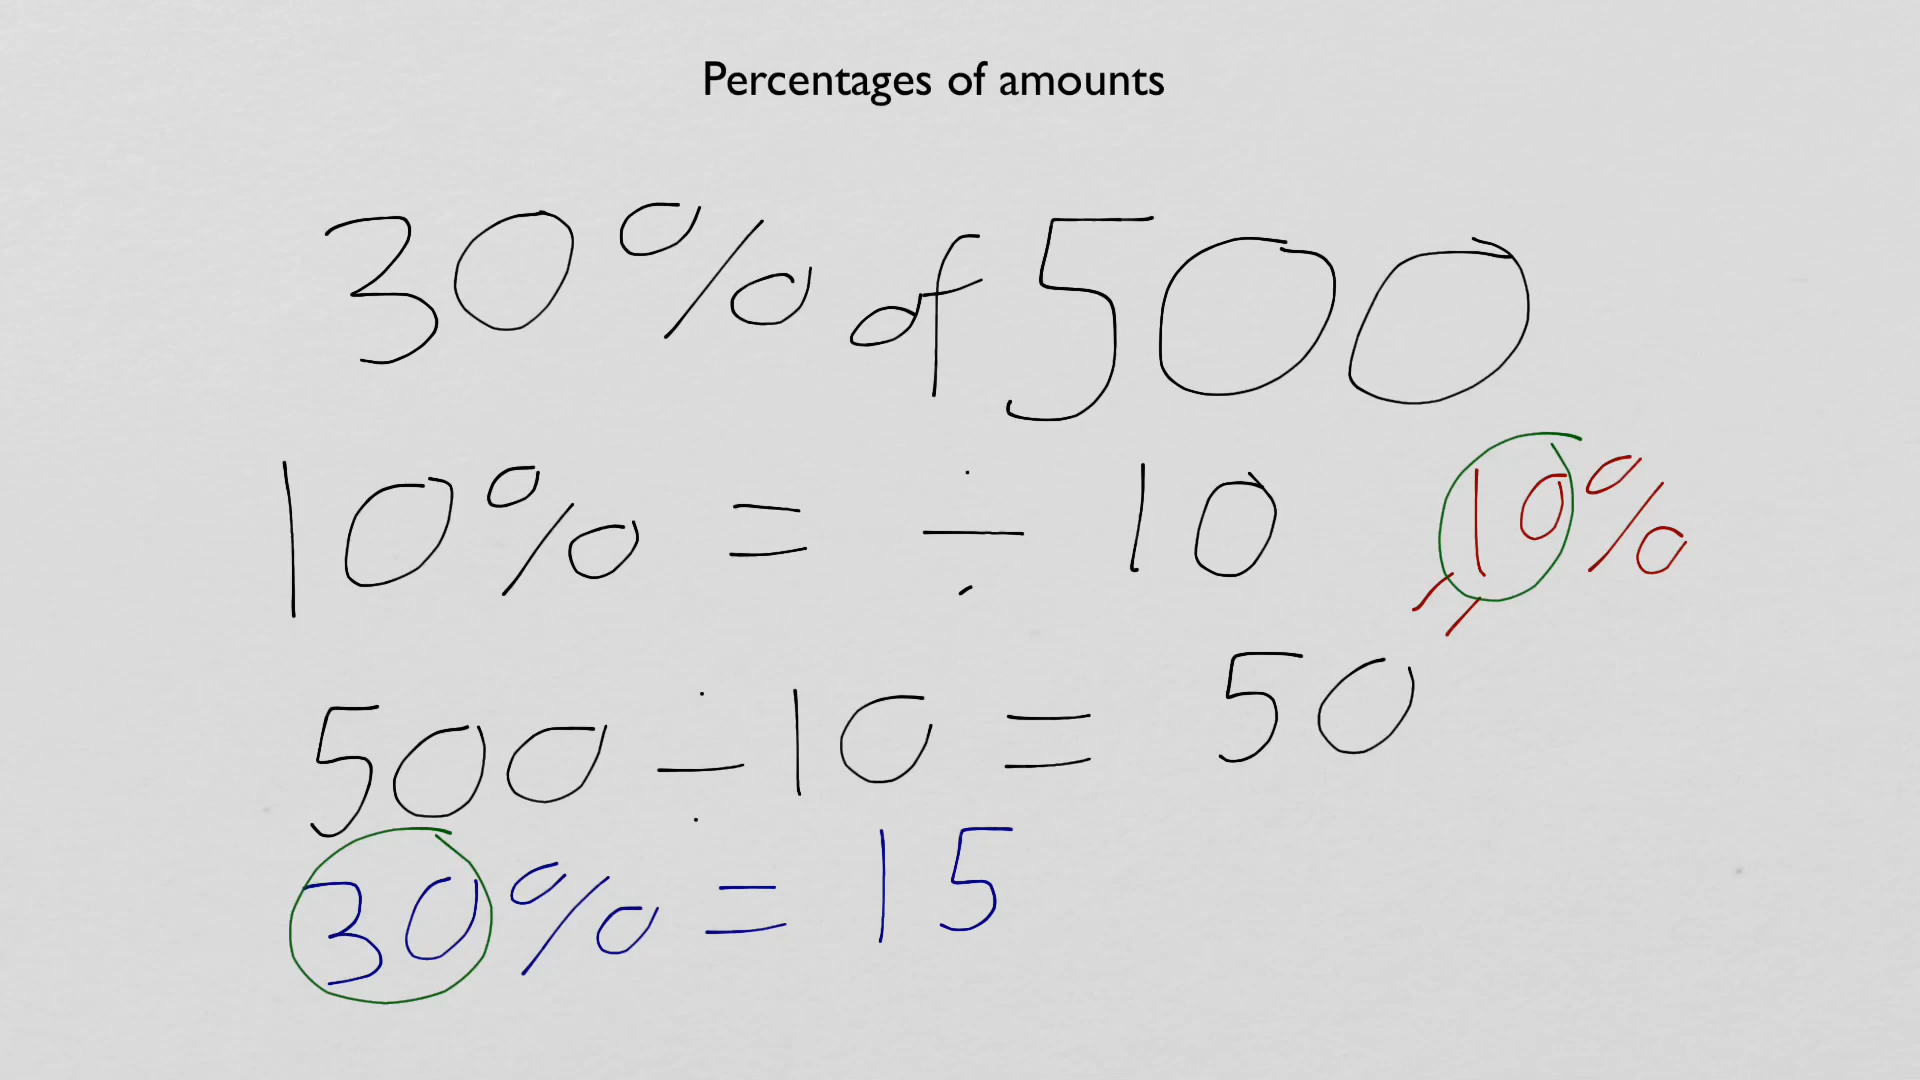 Percentages of amounts
30% of 500
10% = ÷ 10 10%
=
500 ÷ 10 = 50
30% = 15